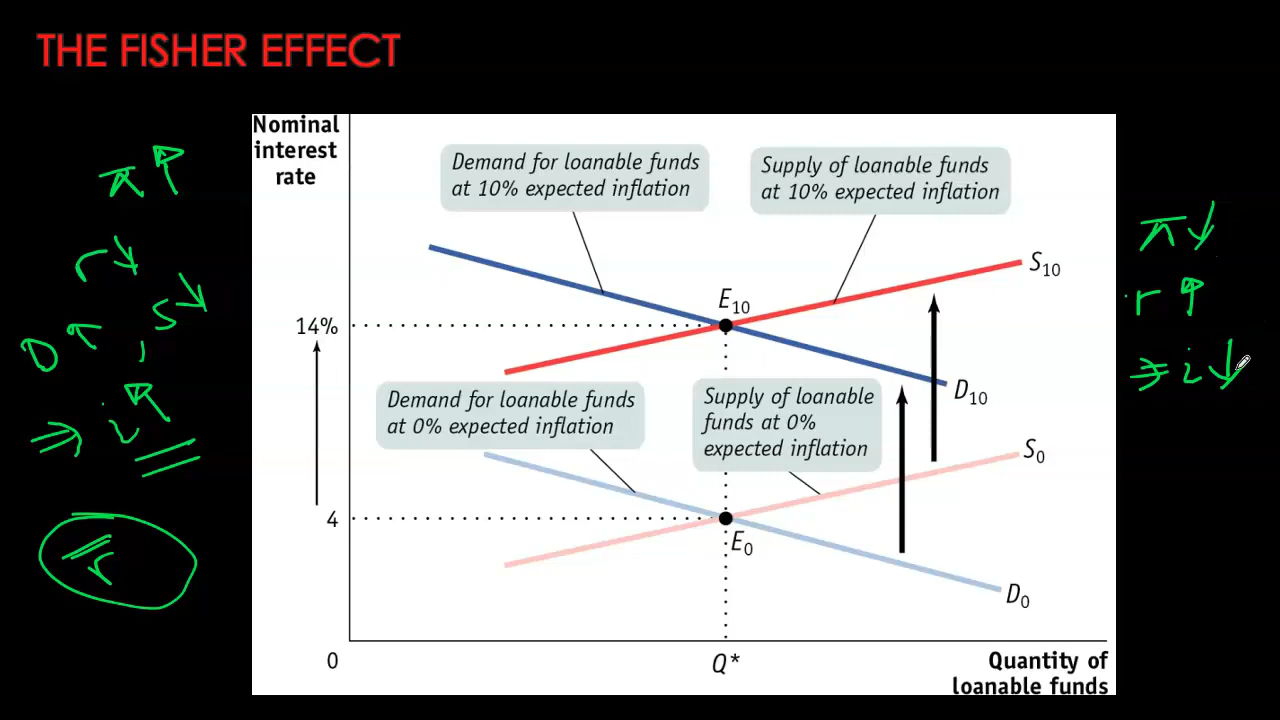 THE FISHER EFFECT
Nominal
interest
rate
Demand for loanable funds
at 10% expected inflation
Supply of loanable funds
at 10% expected inflation
S10
E10
14%
D10
Demand for loanable funds
at 0% expected inflation
Supply of loanable
funds at 0%
expected inflation
S0
4
E0
D0
0
Q*
Quantity of
loanable funds
π ↑
r ↓
S ↓
D ↑
⇒ i ↑
r
π ↓
r ↑
⇒ i ↓